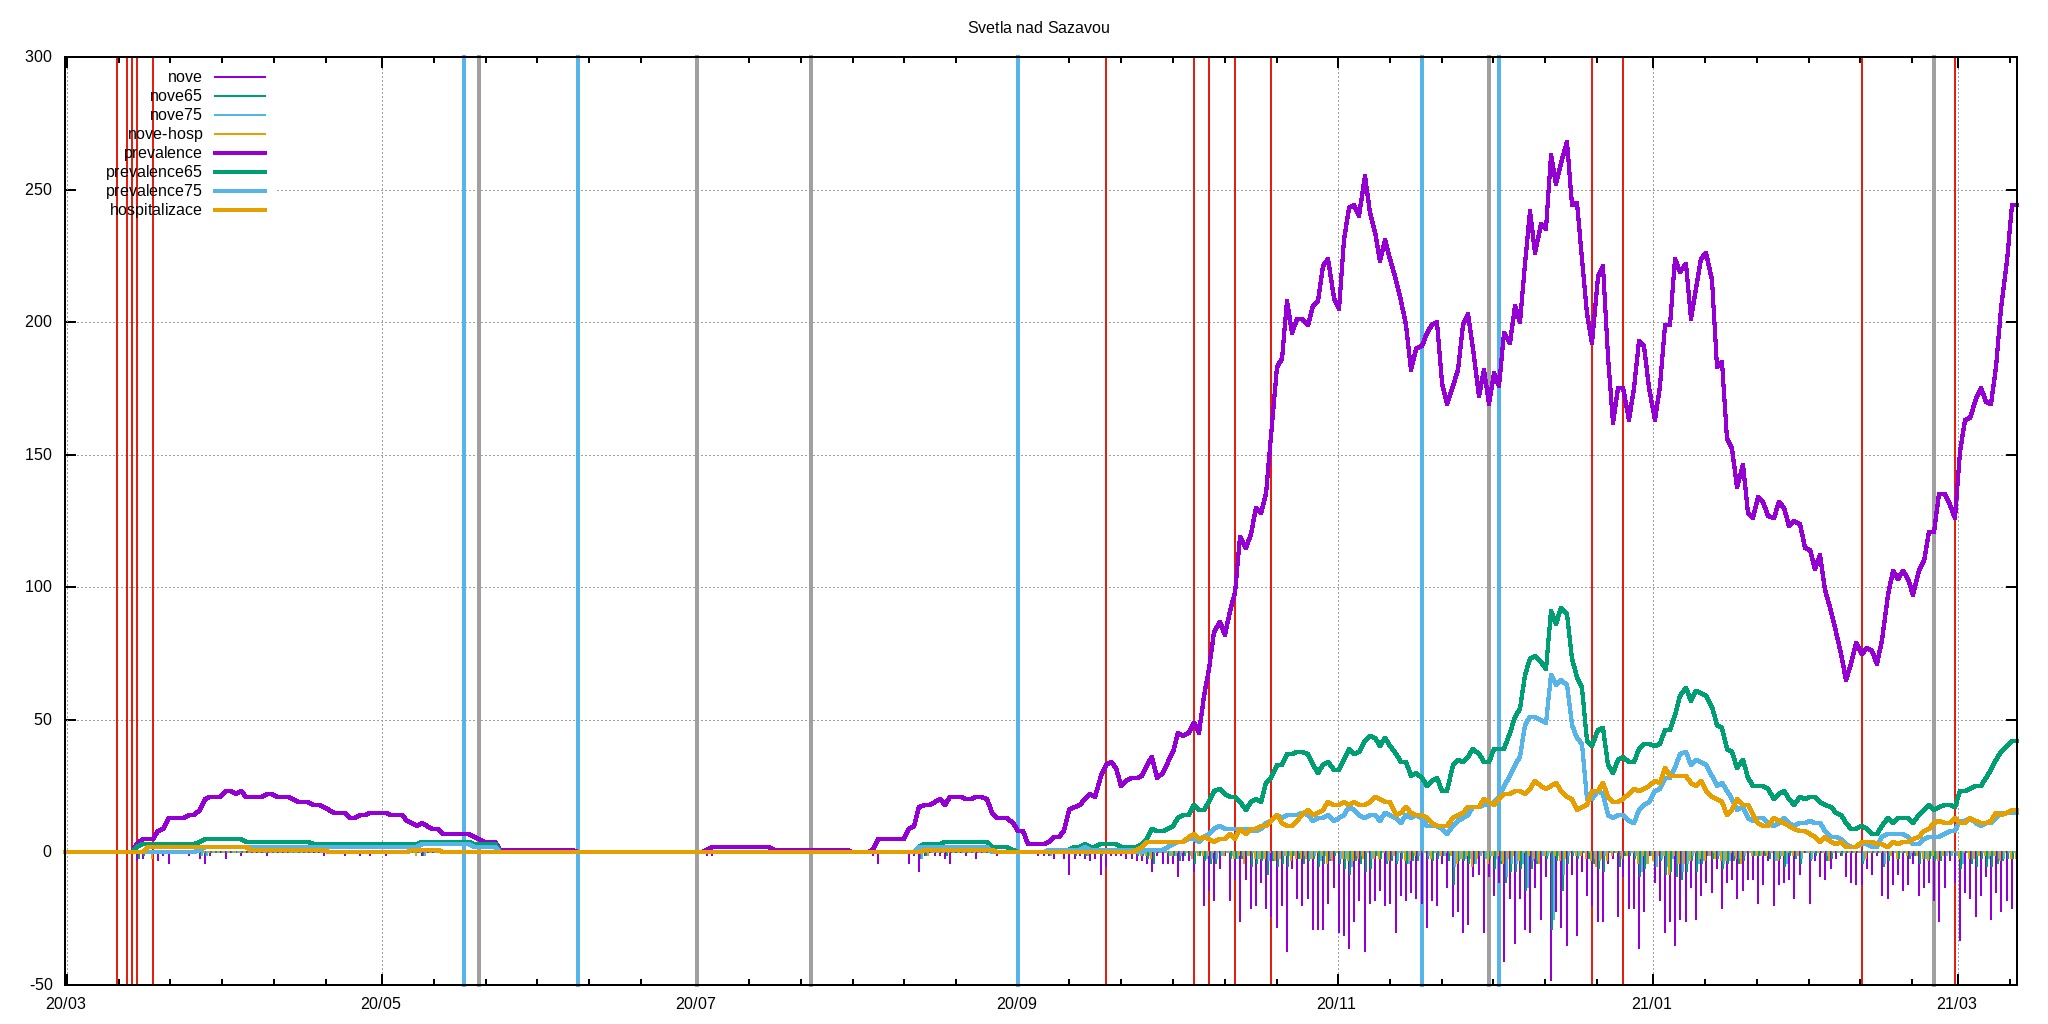 Svetla nad Sazavou
300
nove
nove65
nove75
nove-hosp
prevalence
prevalence65
prevalence75
hospitalizace
250
200
150
100
50
0
-50
20/03 20/05 20/07 20/09 20/11 21/01 21/03